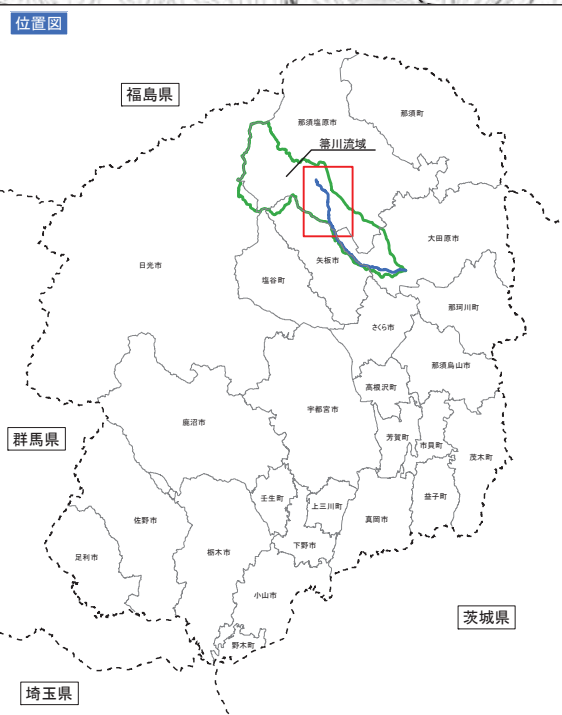 位置図
福島県
那須塩原市
那須町
箒川流域
大田原市
日光市
矢板市
塩谷町
那珂川町
さくら市
那須烏山市
高根沢町
宇都宮市
鹿沼市
群馬県
芳賀町
市貝町
茂木町
壬生町
上三川町
益子町
真岡市
佐野市
栃木市
下野市
足利市
小山市
茨城県
野木町
埼玉県